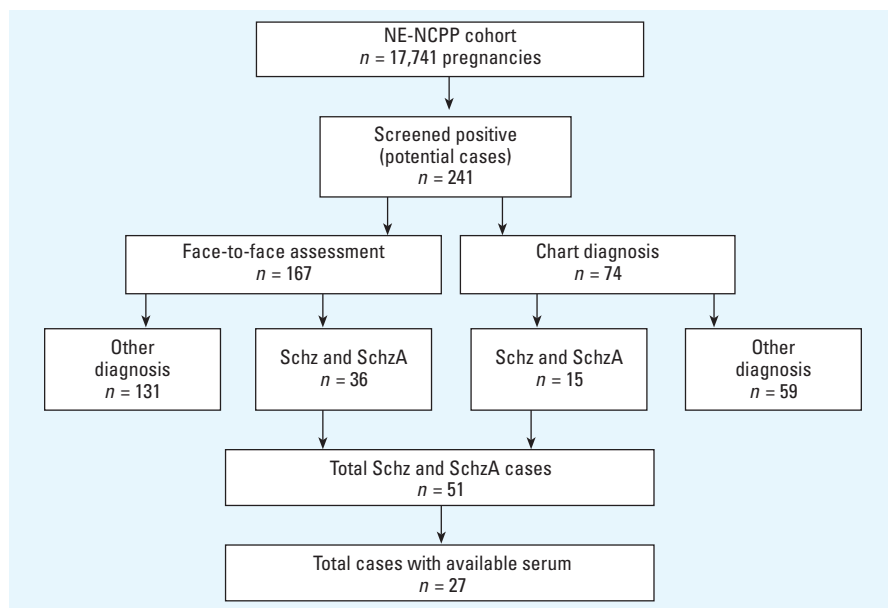 NE-NCPP cohort
n = 17,741 pregnancies
Screened positive
(potential cases)
n = 241
Face-to-face assessment
n = 167
Chart diagnosis
n = 74
Other
diagnosis
n = 131
Schz and SchzA
n = 36
Schz and SchzA
n = 15
Other
diagnosis
n = 59
Total Schz and SchzA cases
n = 51
Total cases with available serum
n = 27